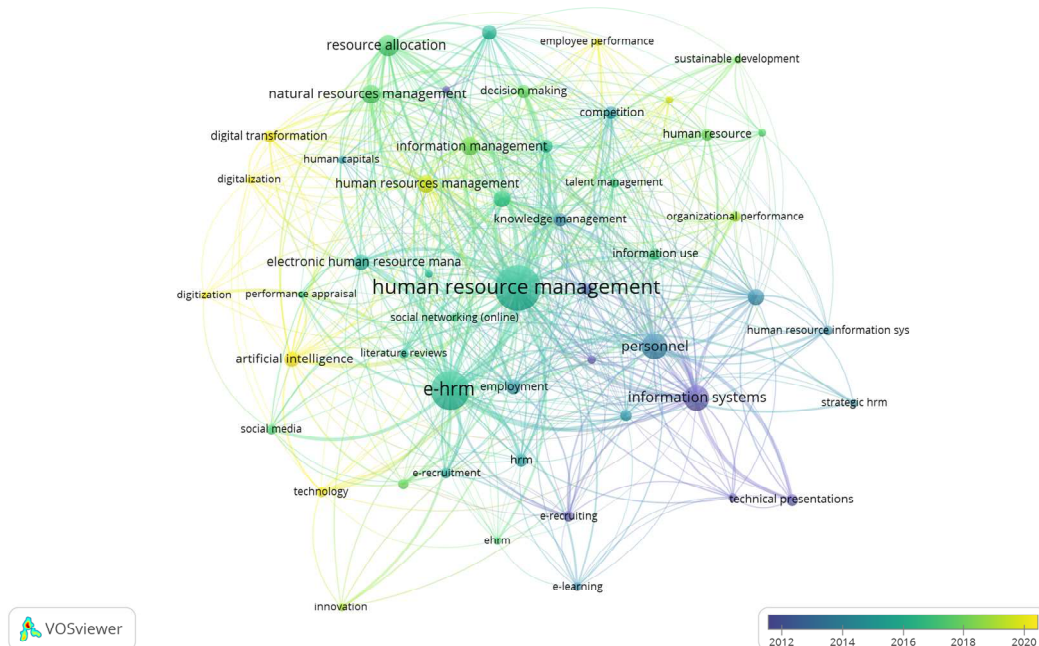 employee performance
resource allocation
sustainable development
natural resources management
decision making
competition
digital transformation
human resource
information management
human capitals
digitalization
human resources management
talent management
knowledge management
organizational performance
information use
electronic human resource mana
human resource management
digitization
performance appraisal
social networking (online)
human resource information sys
personnel
literature reviews
artificial intelligence
e-hrm
employment
information systems
strategic hrm
social media
hrm
e-recruitment
technology
technical presentations
e-recruiting
ehrm
e-learning
innovation
VOSviewer
2012 2014 2016 2018 2020